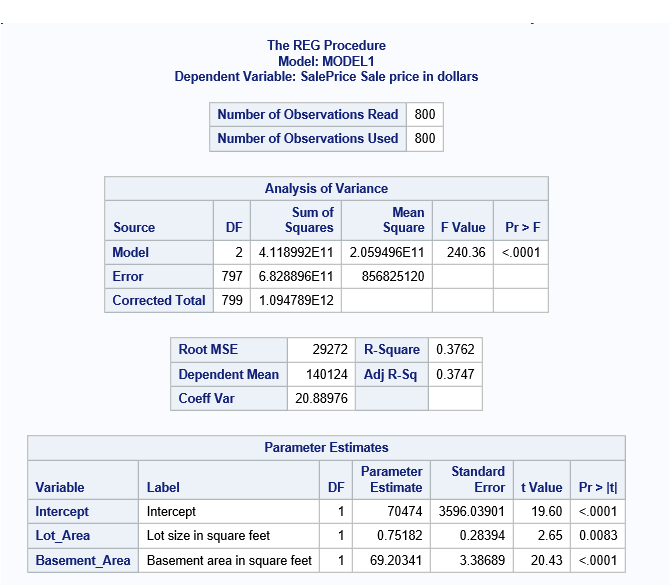 The REG Procedure
Model: MODEL1
Dependent Variable: SalePrice Sale price in dollars
Number of Observations Read 800
Number of Observations Used 800
Analysis of Variance
Source DF Sum of Squares Mean Square F Value Pr > F
Model 2 4.118992E11 2.059496E11 240.36 <.0001
Error 797 6.828896E11 856825120
Corrected Total 799 1.094789E12
Root MSE 29272 R-Square 0.3762
Dependent Mean 140124 Adj R-Sq 0.3747
Coeff Var 20.88976
Parameter Estimates
Variable Label DF Parameter Estimate Standard Error t Value Pr > |t|
Intercept Intercept 1 70474 3596.03901 19.60 <.0001
Lot_Area Lot size in square feet 1 0.75182 0.28394 2.65 0.0083
Basement_Area Basement area in square feet 1 69.20341 3.38689 20.43 <.0001